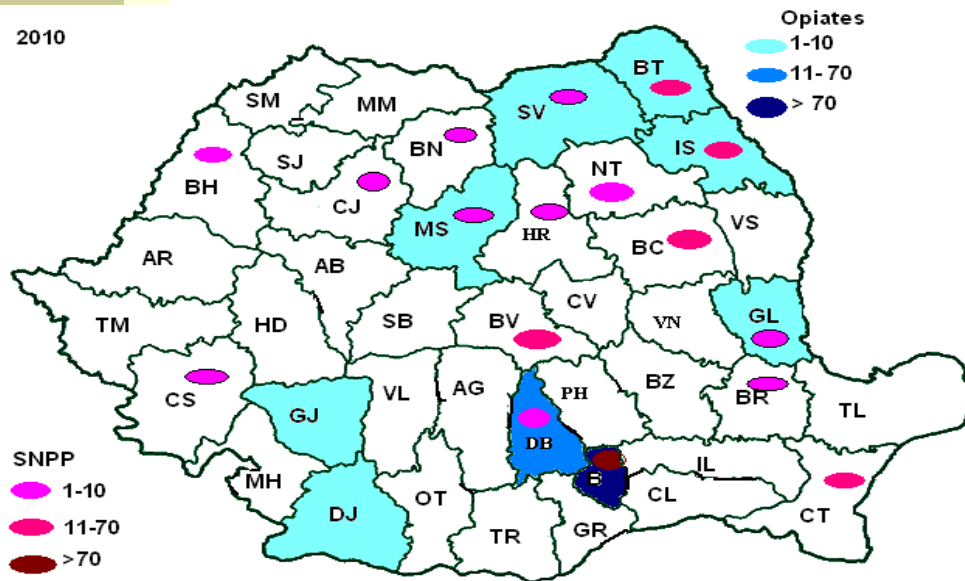 2010
Opiates
1-10
11- 70
> 70
SM
MM
SV
BT
BN
IS
SJ
NT
BH
CJ
MS
HR
VS
BC
AR
AB
CV
GL
TM
HD
SB
BV
VN
CS
VL
AG
PH
BZ
BR
TL
GJ
DB
SNPP
1-10
11-70
>70
MH
DJ
OT
B
IL
CL
CT
TR
GR